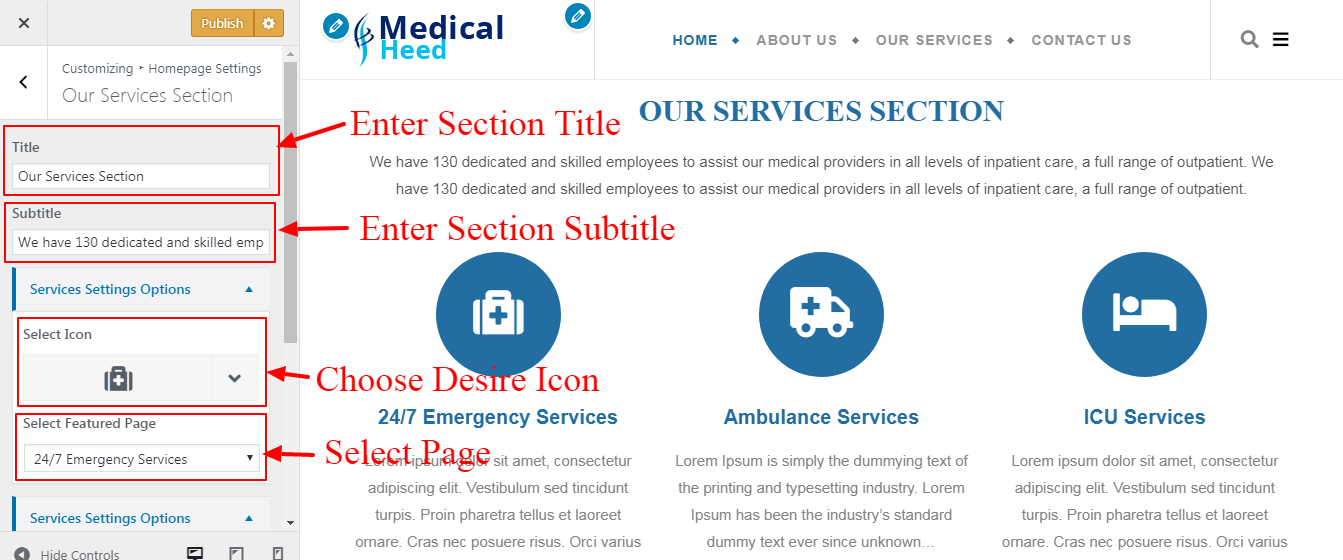 Publish
Customizing ‣ Homepage Settings
Our Services Section
Title
Our Services Section
Subtitle
We have 130 dedicated and skilled emp
Services Settings Options
Select Icon
Select Featured Page
24/7 Emergency Services
Services Settings Options
Hide Controls
Enter Section Title
Enter Section Subtitle
Choose Desire Icon
Select Page
Medical
Heed
HOME ABOUT US OUR SERVICES CONTACT US
OUR SERVICES SECTION
We have 130 dedicated and skilled employees to assist our medical providers in all levels of inpatient care, a full range of outpatient. We
have 130 dedicated and skilled employees to assist our medical providers in all levels of inpatient care, a full range of outpatient.
24/7 Emergency Services
Lorem ipsum dolor sit amet, consectetur
adipiscing elit. Vestibulum sed tincidunt
turpis. Proin pharetra tellus et laoreet
ornare. Cras nec posuere risus. Orci varius
Ambulance Services
Lorem Ipsum is simply the dummying text of
the printing and typesetting industry. Lorem
Ipsum has been the industry's standard
dummy text ever since unknown…
ICU Services
Lorem ipsum dolor sit amet, consectetur
adipiscing elit. Vestibulum sed tincidunt
turpis. Proin pharetra tellus et laoreet
ornare. Cras nec posuere risus. Orci varius